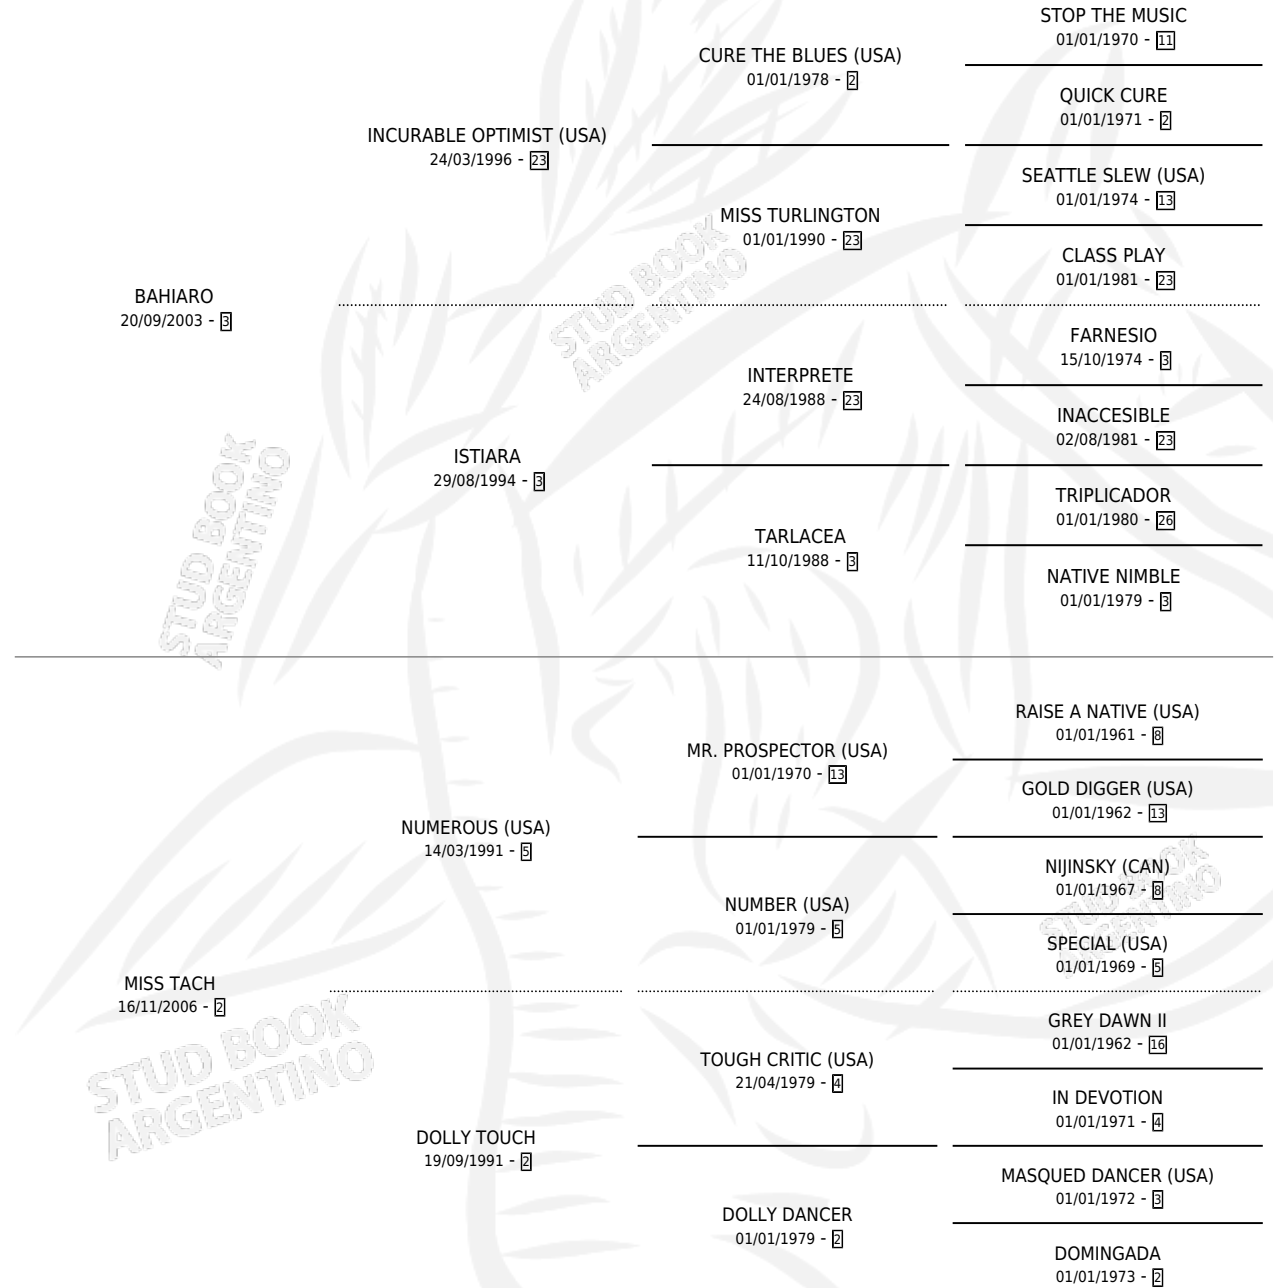 STOP THE MUSIC
01/01/1970 - 11
CURE THE BLUES (USA)
01/01/1978 - 2
QUICK CURE
01/01/1971 - 2
INCURABLE OPTIMIST (USA)
24/03/1996 - 23
SEATTLE SLEW (USA)
01/01/1974 - 13
MISS TURLINGTON
01/01/1990 - 23
CLASS PLAY
01/01/1981 - 23
BAHIARO
20/09/2003 - 3
FARNESIO
15/10/1974 - 3
INTERPRETE
24/08/1988 - 23
INACCESIBLE
02/08/1981 - 23
ISTIARA
29/08/1994 - 3
TRIPLICADOR
01/01/1980 - 26
TARLACEA
11/10/1988 - 3
NATIVE NIMBLE
01/01/1979 - 3
RAISE A NATIVE (USA)
01/01/1961 - 8
MR. PROSPECTOR (USA)
01/01/1970 - 13
GOLD DIGGER (USA)
01/01/1962 - 13
NUMEROUS (USA)
14/03/1991 - 5
NIJINSKY (CAN)
01/01/1967 - 8
NUMBER (USA)
01/01/1979 - 5
SPECIAL (USA)
01/01/1969 - 5
MISS TACH
16/11/2006 - 2
GREY DAWN II
01/01/1962 - 16
TOUGH CRITIC (USA)
21/04/1979 - 4
IN DEVOTION
01/01/1971 - 4
DOLLY TOUCH
19/09/1991 - 2
MASQUED DANCER (USA)
01/01/1972 - 3
DOLLY DANCER
01/01/1979 - 2
DOMINGADA
01/01/1973 - 2
STUD BOOK
ARGENTINO
STUD BOOK
ARGENTINO
STUD BOOK
ARGENTINO
STUD BOOK
ARGENTINO